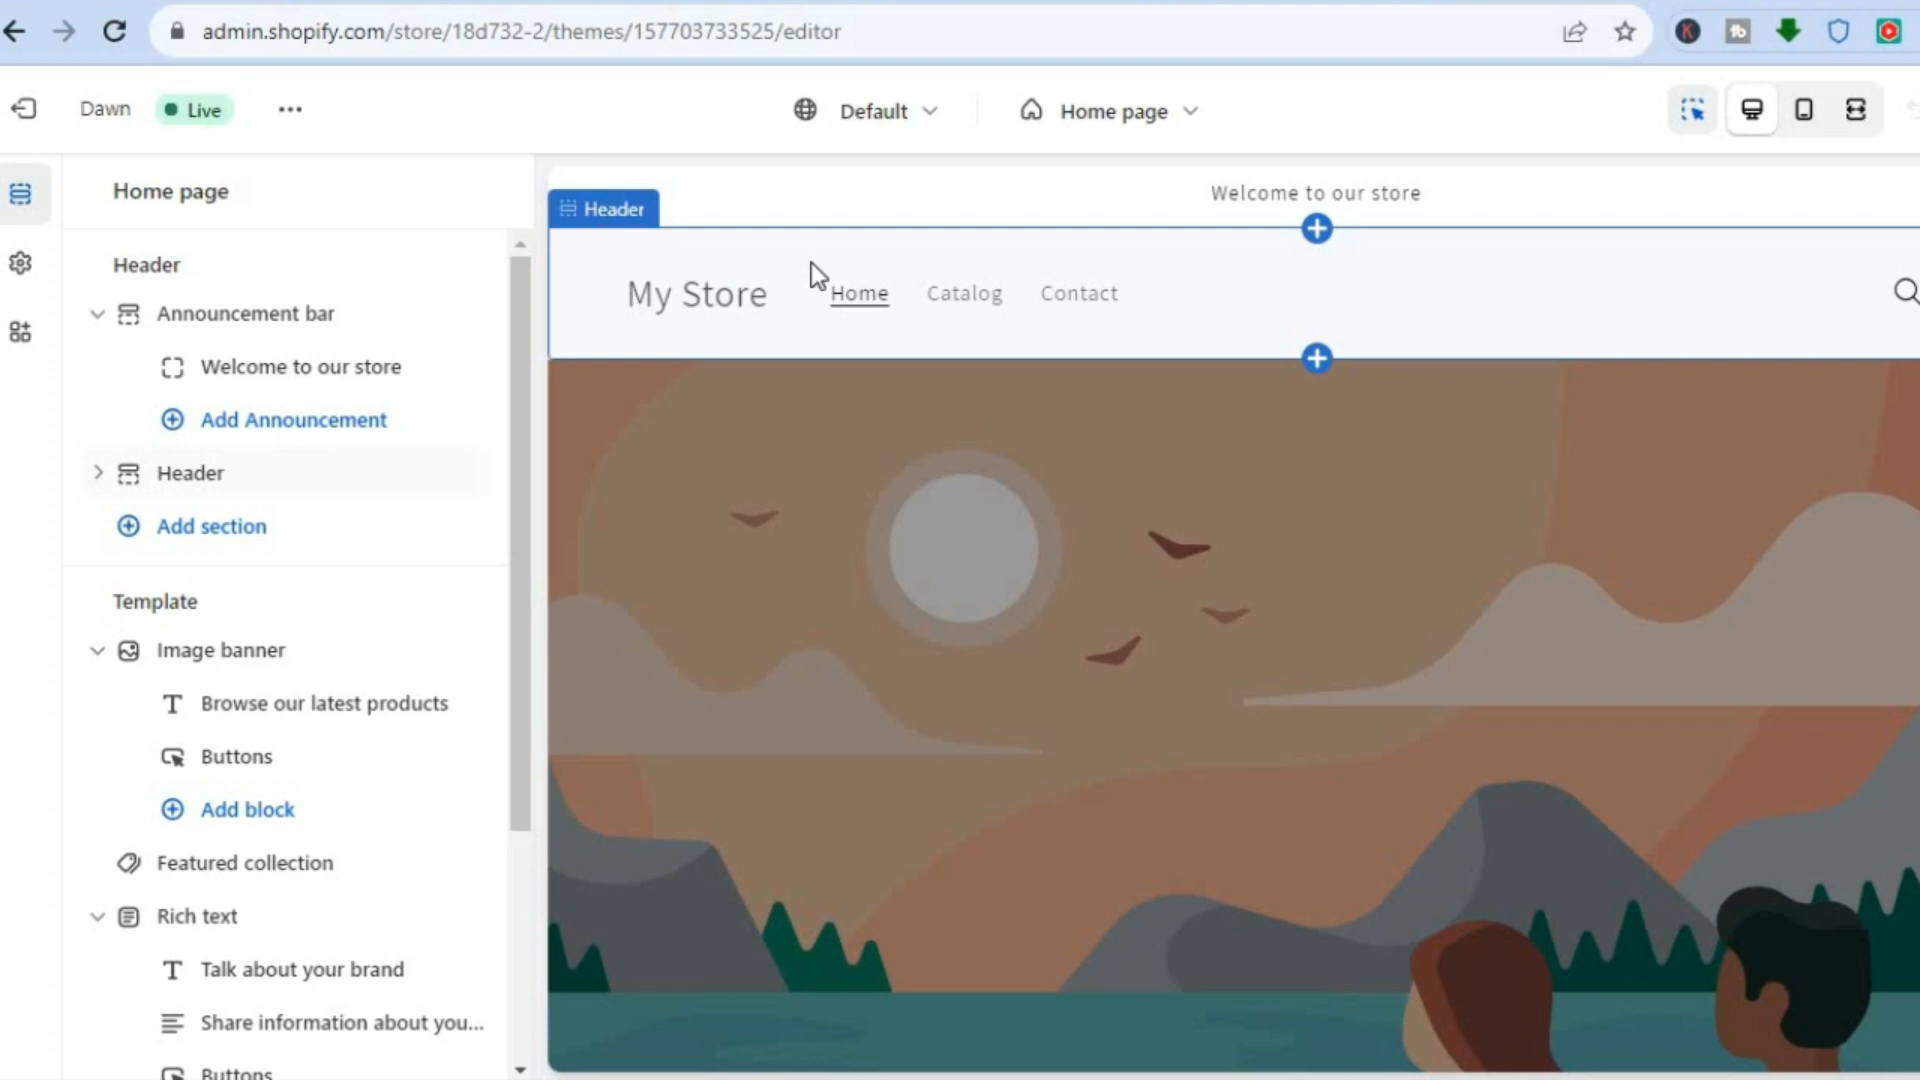 admin.shopify.com/store/18d732-2/themes/157703733525/editor
K
tb
Dawn
Live
Default
Home page
Home page
Header
Announcement bar
Welcome to our store
Add Announcement
Header
Add section
Template
Image banner
Browse our latest products
Buttons
Add block
Featured collection
Rich text
Talk about your brand
Share information about you...
Buttons
Welcome to our store
Header
My Store
Home
Catalog
Contact